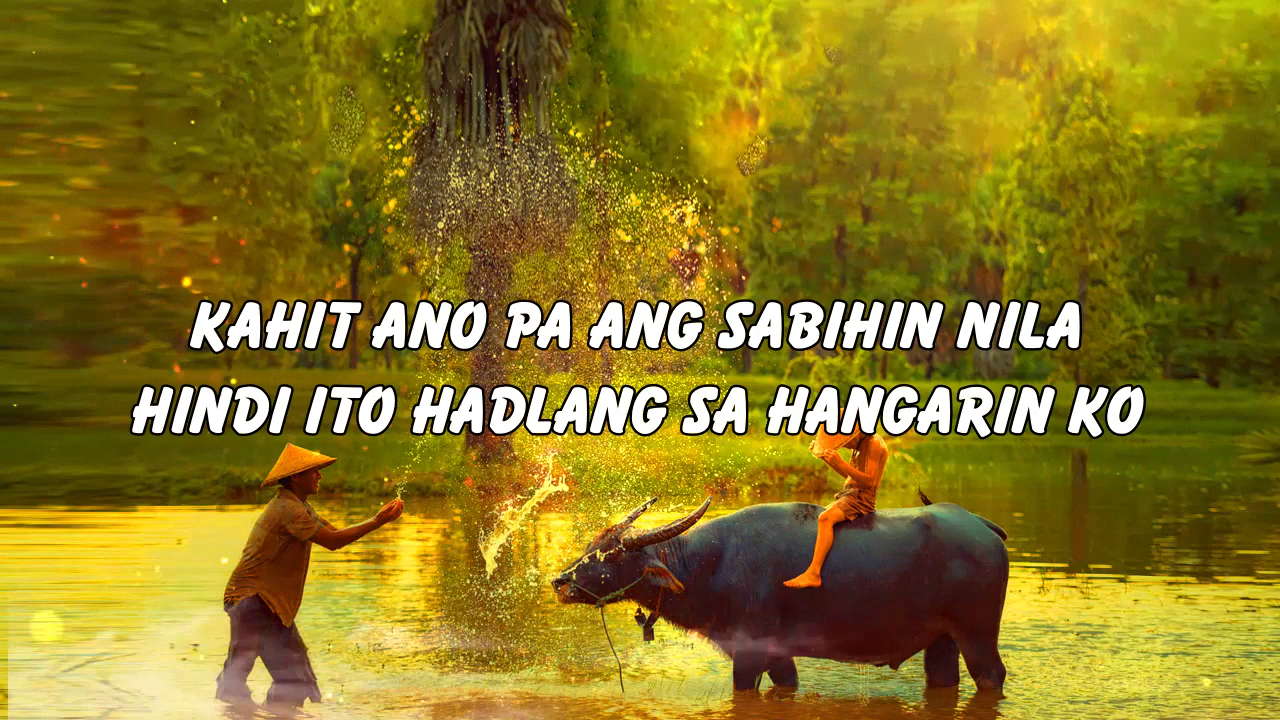 KAHIT ANO PA ANG SABIHIN NILA
HINDI ITO HADLANG SA HANGARIN KO